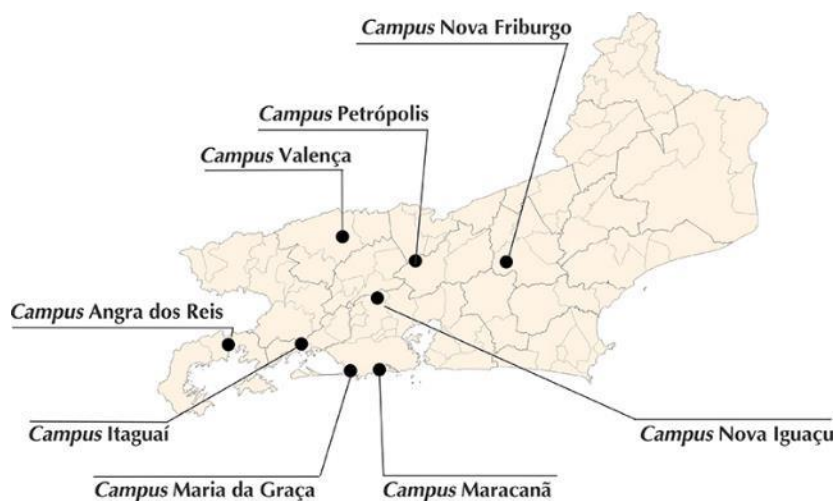 Campus Nova Friburgo
Campus Petrópolis
Campus Valença
Campus Angra dos Reis
Campus Itaguaí
Campus Nova Iguaçu
Campus Maria da Graça
Campus Maracanã